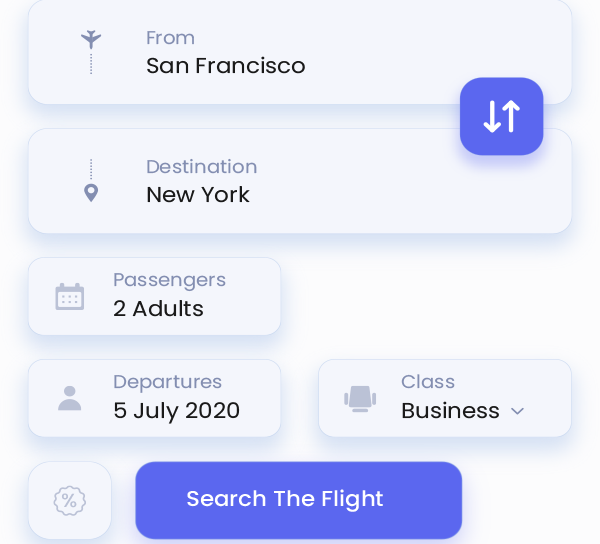 From
San Francisco
Destination
New York
Passengers
2 Adults
Departures
5 July 2020
Class
Business
%
Search The Flight